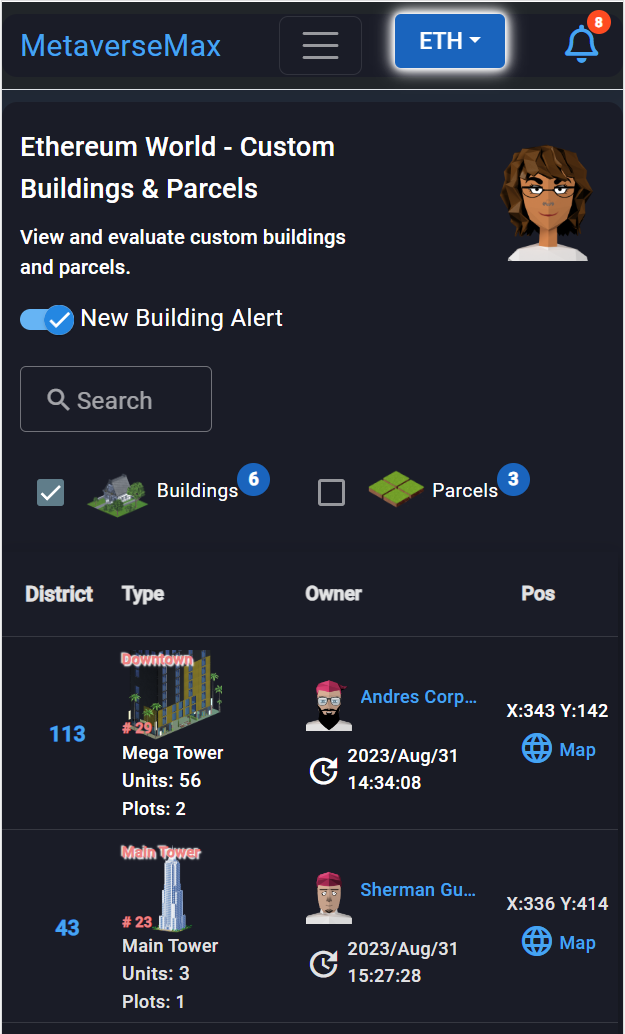 MetaverseMax
ETH
8
Ethereum World - Custom
Buildings & Parcels
View and evaluate custom buildings
and parcels.
New Building Alert
Search
Buildings 6
Parcels 3
District Type Owner Pos
Downtown
# 29
113
Mega Tower
Units: 56
Plots: 2
Andres Corp...
2023/Aug/31
14:34:08
X:343 Y:142
Map
Main Tower
# 23
43
Main Tower
Units: 3
Plots: 1
Sherman Gu...
2023/Aug/31
15:27:28
X:336 Y:414
Map